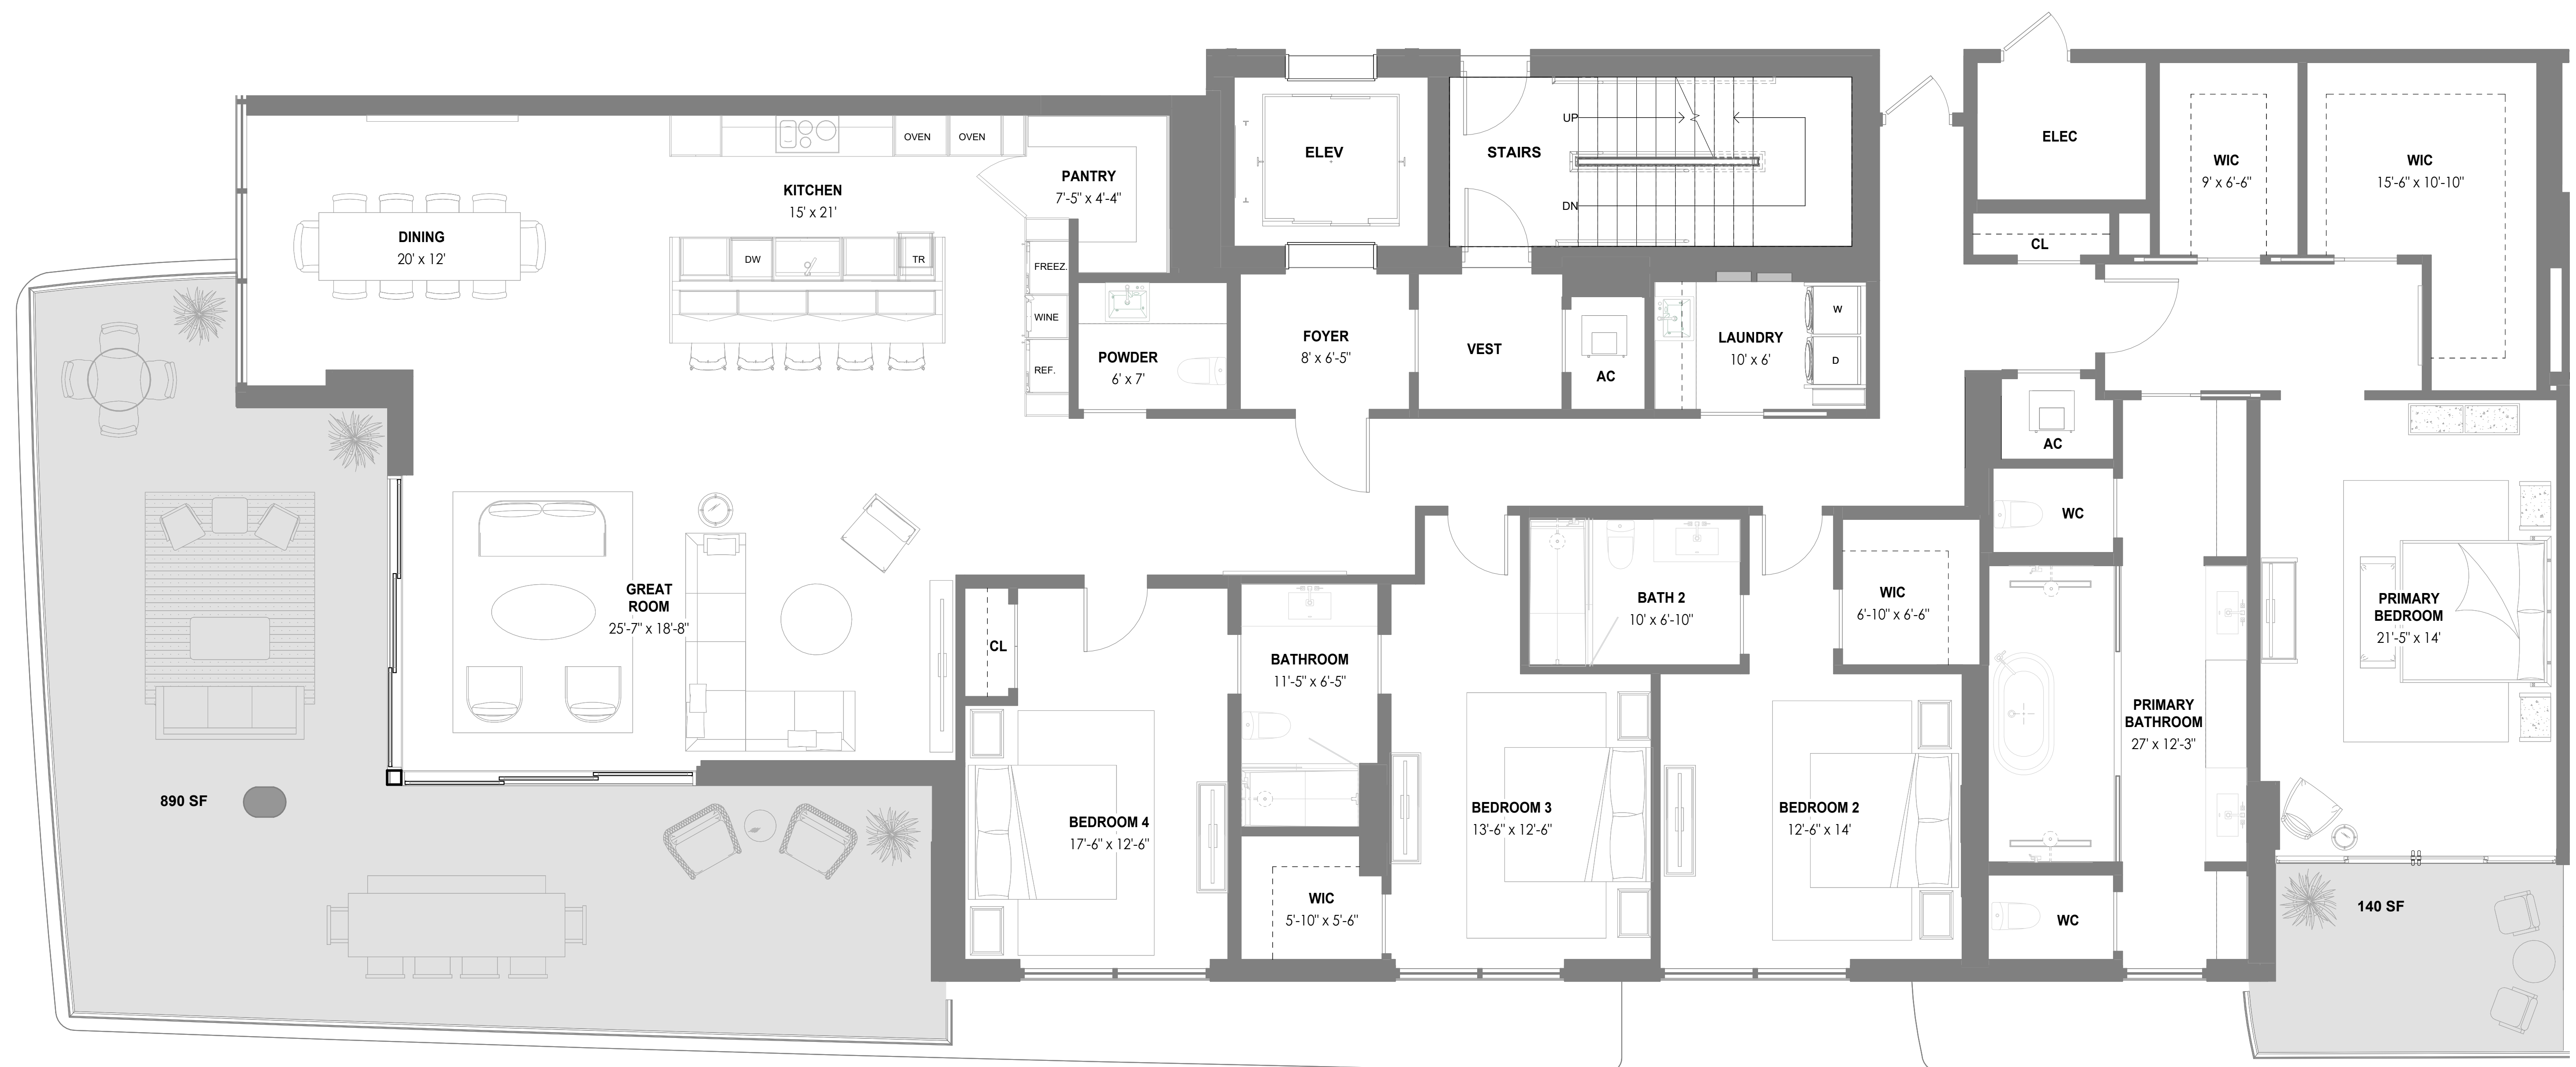 OVEN
OVEN
ELEV
STAIRS
UP
DN
ELEC
WIC
9' x 6'-6"
WIC
15'-6" x 10'-10"
PANTRY
7'-5" x 4'-4"
KITCHEN
15' x 21'
DINING
20' x 12'
DW
TR
FREEZ.
WINE
REF.
CL
POWDER
6' x 7'
FOYER
8' x 6'-5"
VEST
AC
LAUNDRY
10' x 6'
W
D
AC
WC
GREAT
ROOM
25'-7" x 18'-8"
CL
BATHROOM
11'-5" x 6'-5"
BATH 2
10' x 6'-10"
WIC
6'-10" x 6'-6"
PRIMARY
BEDROOM
21'-5" x 14'
PRIMARY
BATHROOM
27' x 12'-3"
890 SF
BEDROOM 4
17'-6" x 12'-6"
BEDROOM 3
13'-6" x 12'-6"
BEDROOM 2
12'-6" x 14'
WIC
5'-10" x 5'-6"
WC
140 SF